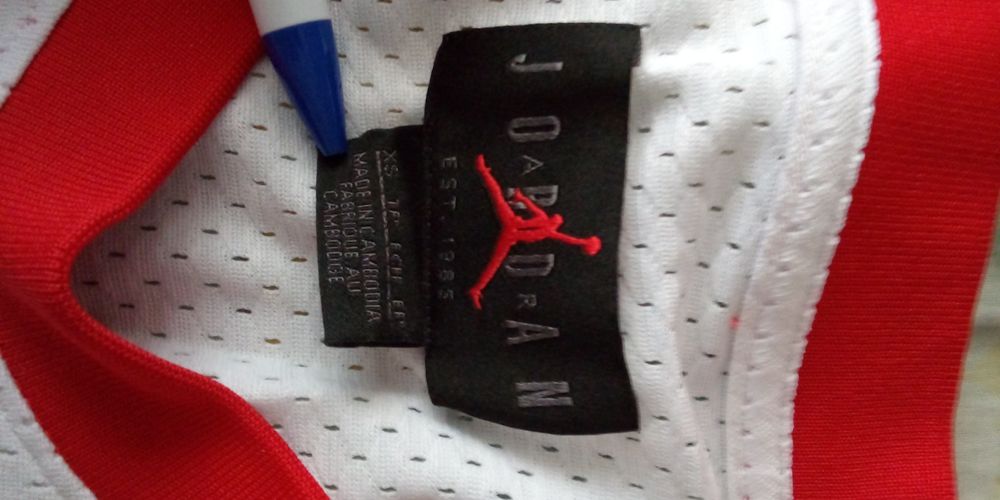 JORDAN
EST. 1985
XS
MADE IN CAMBODIA
FABRIQUE AU
CAMBODGE